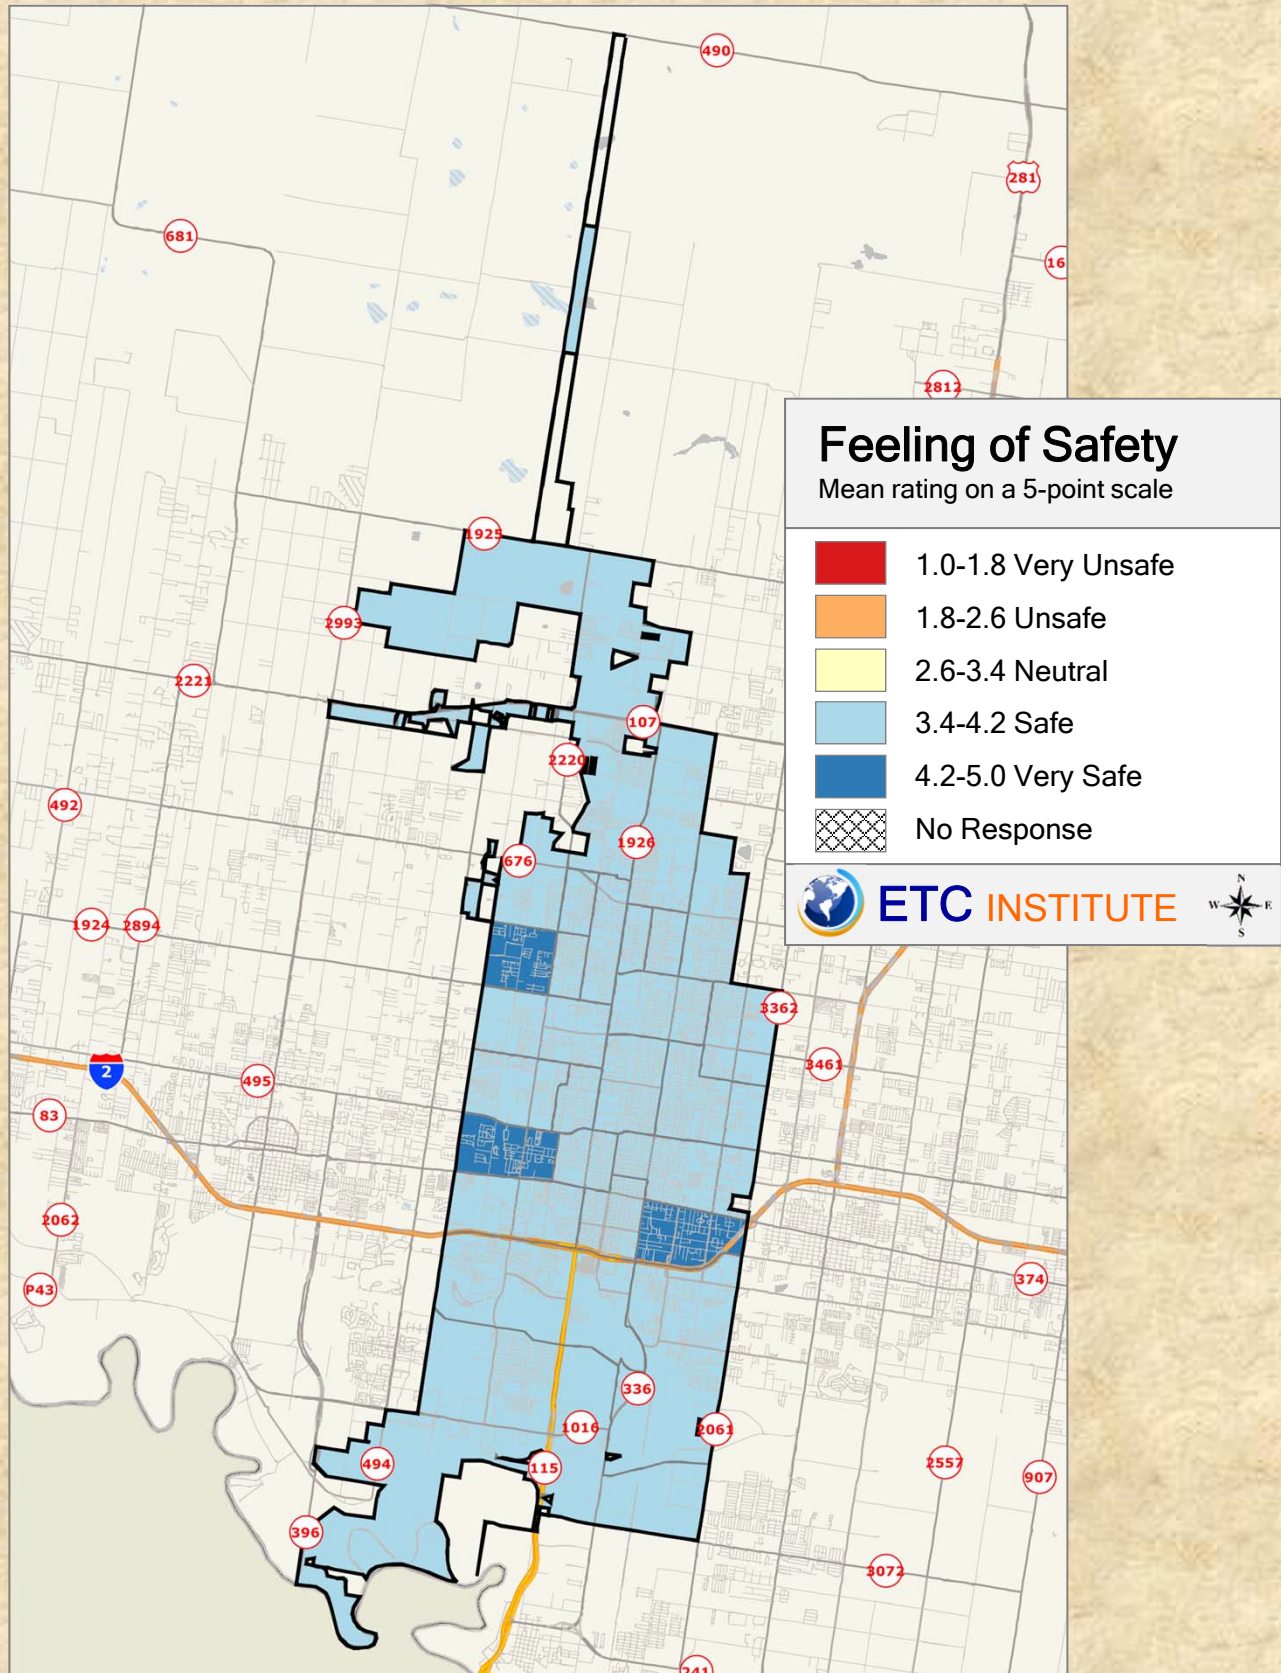 490
281
681
16
2812
Feeling of Safety
Mean rating on a 5-point scale
1.0-1.8 Very Unsafe
1.8-2.6 Unsafe
2.6-3.4 Neutral
3.4-4.2 Safe
4.2-5.0 Very Safe
No Response
ETC INSTITUTE
N
W E
S
1925
2993
2221
107
2220
492
1926
676
1924
2894
3362
3461
2
495
83
2062
P43
374
336
1016
2061
494
115
2557
907
396
3072
241